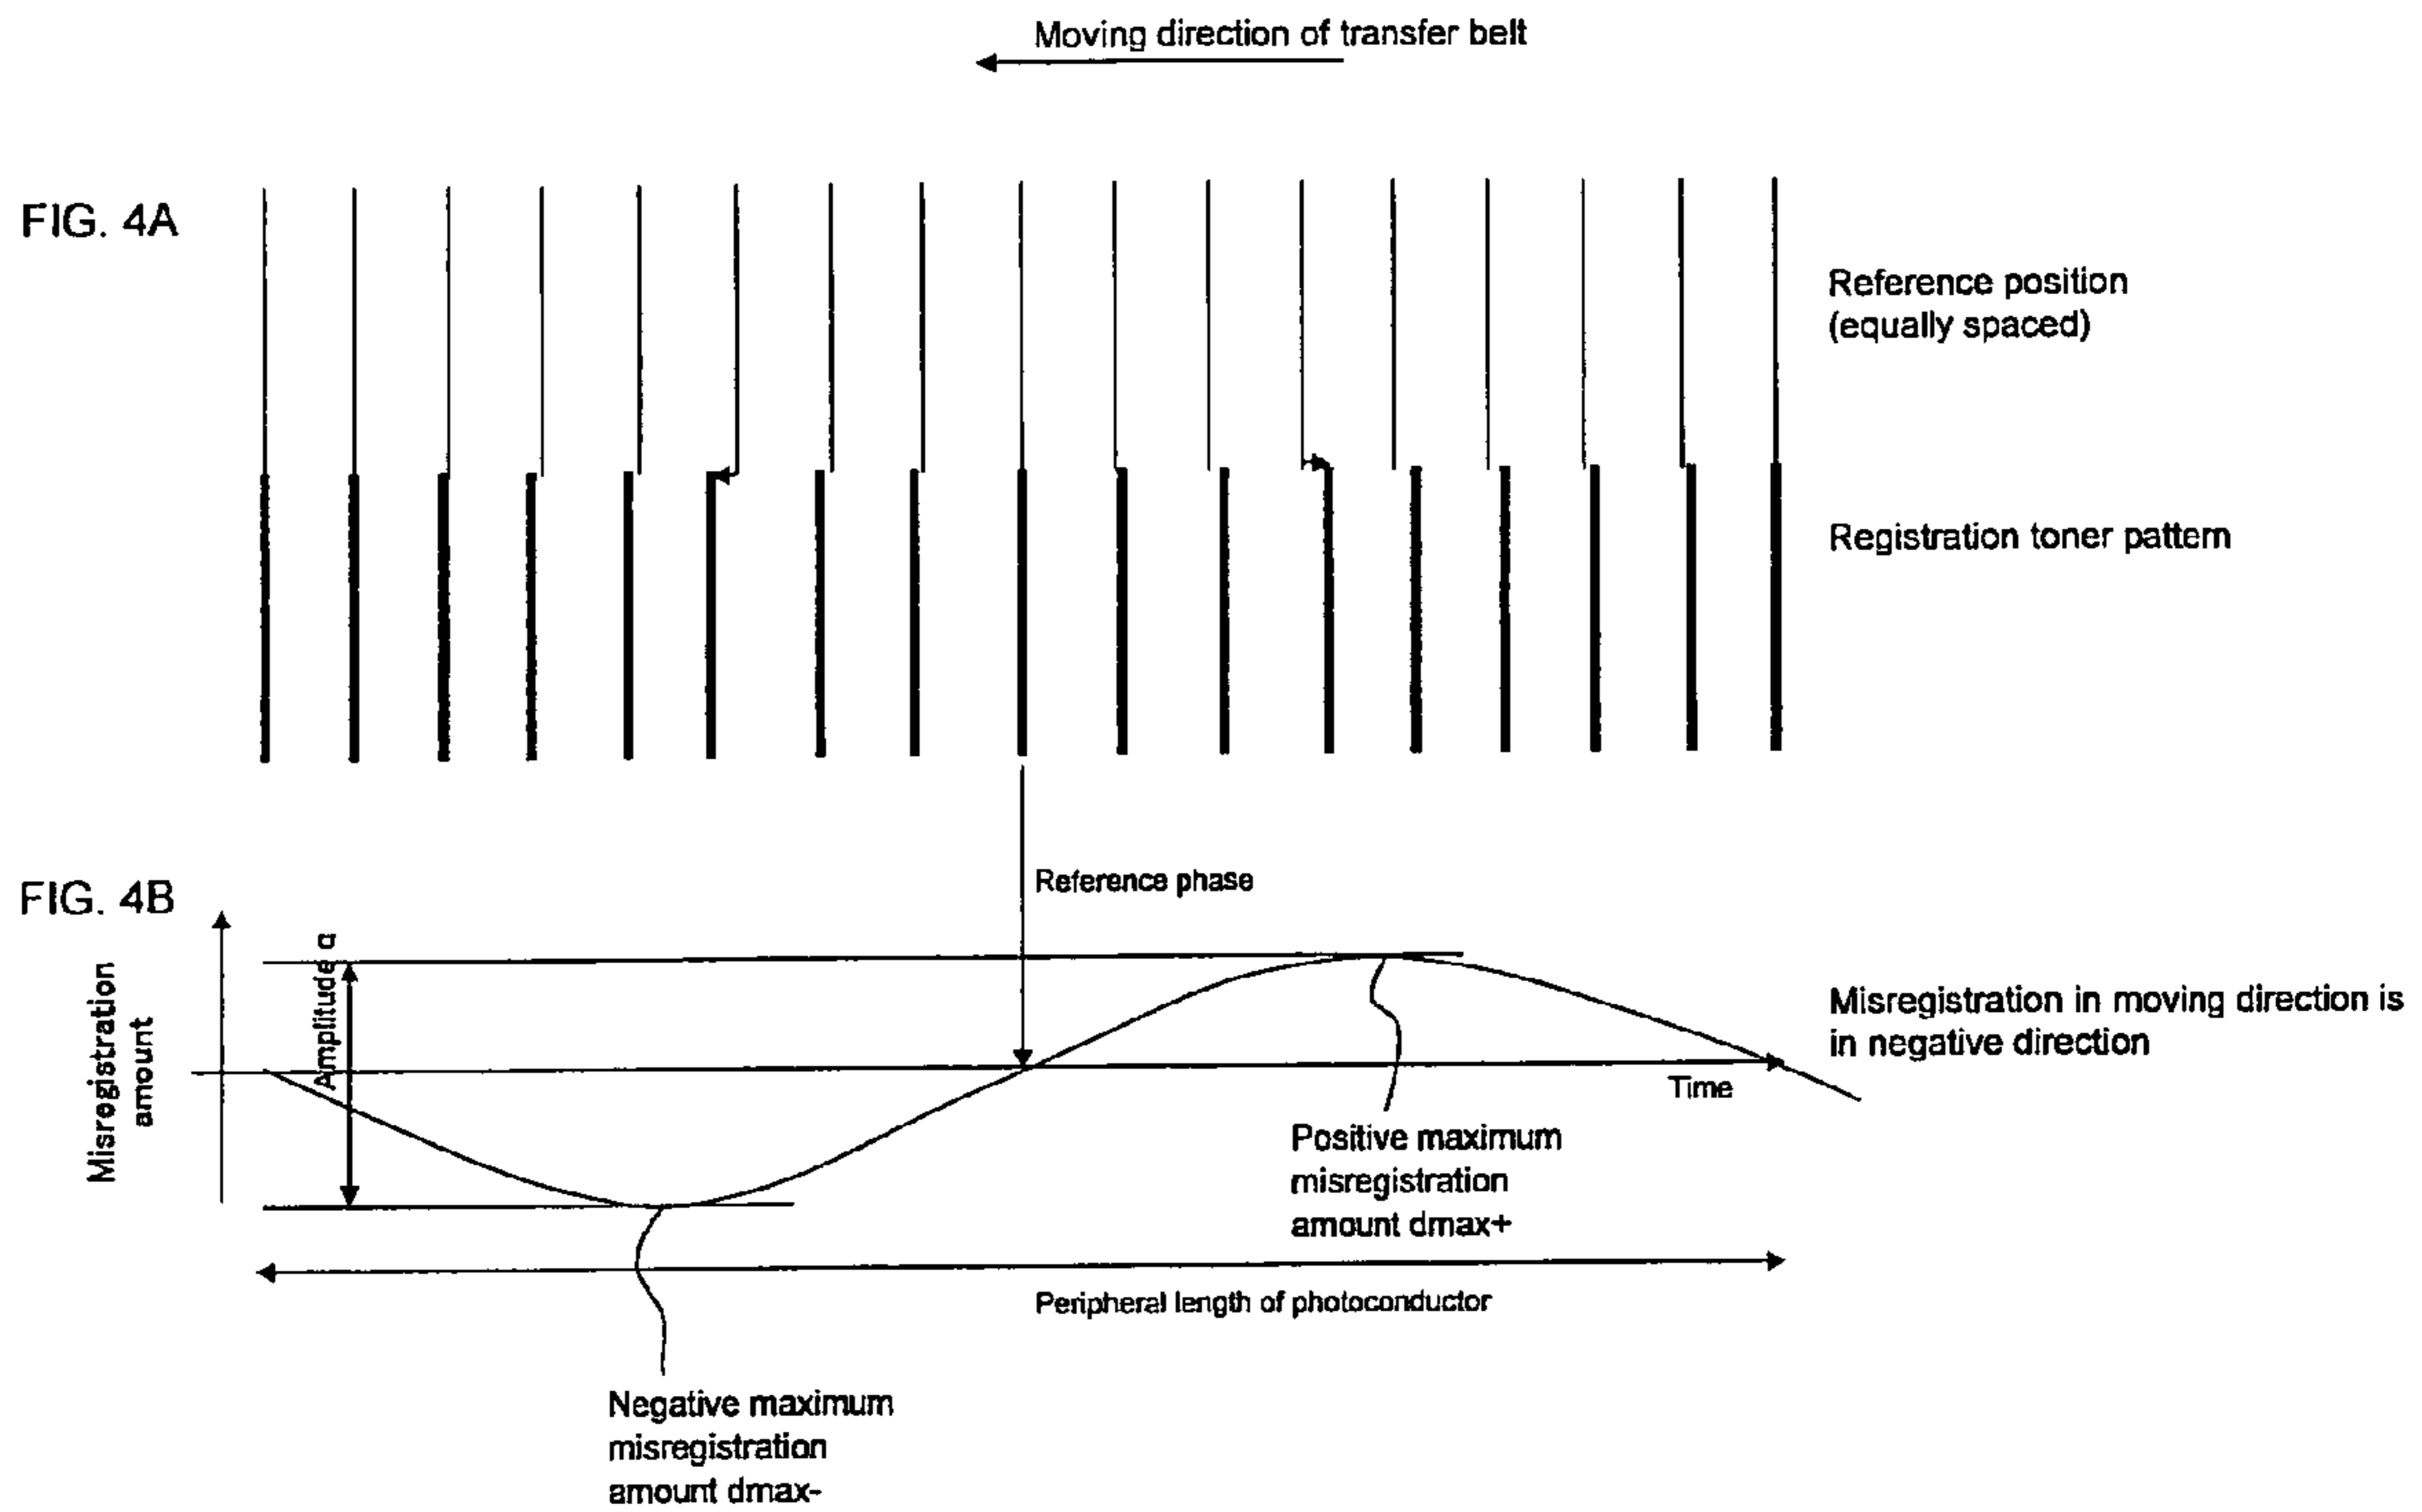 Moving direction of transfer belt
FIG. 4A
Reference position
(equally spaced)
Registration toner pattern
Reference phase
FIG. 4B
Misregistration
amount
Amplitude α
Misregistration in moving direction is
in negative direction
Time
Positive maximum
misregistration
amount dmax+
Peripheral length of photoconductor
Negative maximum
misregistration
amount dmax-